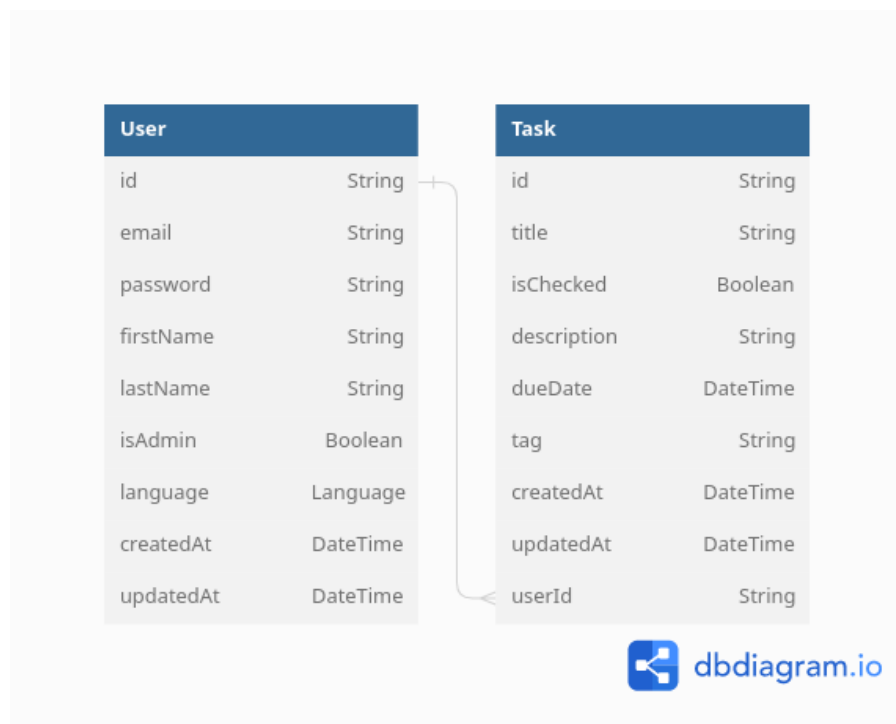 User
id String
email String
password String
firstName String
lastName String
isAdmin Boolean
language Language
createdAt DateTime
updatedAt DateTime
Task
id String
title String
isChecked Boolean
description String
dueDate DateTime
tag String
createdAt DateTime
updatedAt DateTime
userId String
dbdiagram.io